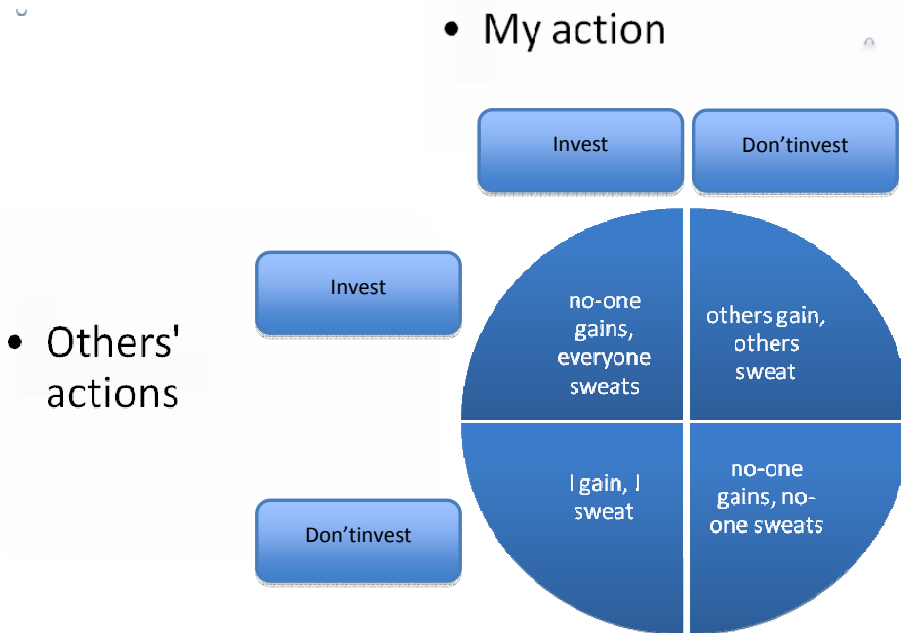 • My action
Invest
Don'tinvest
• Others'
actions
Invest
no-one
gains,
everyone
sweats
others gain,
others
sweat
Don'tinvest
I gain, I
sweat
no-one
gains, no-
one sweats